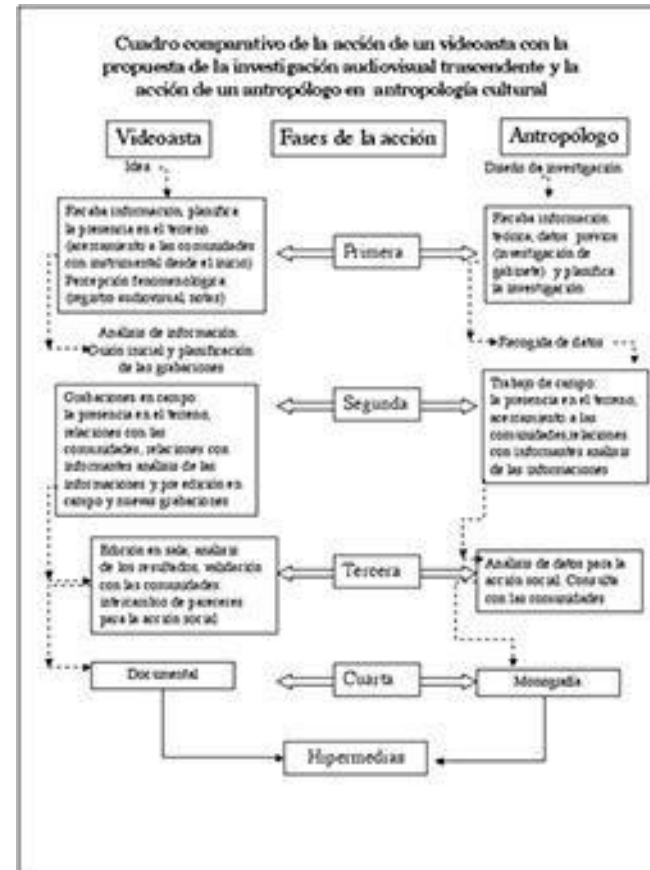 Cuadro comparativo de la acción de un videoasta con la
propuesta de la investigación audiovisual trascendente y la
acción de un antropólogo en antropología cultural
Videoasta
Fases de la acción
Antropólogo
Idea
Diseño de investigación
Recaba información, planifica
la presencia en el terreno
(acercamiento a las comunidades
con instrumental desde el inicio)
Percepción fenomenológica
(registro audiovisual, notas)
Primera
Recaba información
teórica, datos previos
(investigación de
gabinete) y planifica
la investigación
Análisis de información.
Guión inicial y planificación
de las grabaciones
Recogida de datos
Grabaciones en campo:
la presencia en el terreno,
relaciones con las
comunidades, relaciones con
informantes análisis de las
informaciones y pre edición en
campo y nuevas grabaciones
Segunda
Trabajo de campo:
la presencia en el terreno,
acercamiento a las
comunidades,relaciones
con informantes análisis
de las informaciones
Edición en sala, análisis
de los resultados, validación
con las comunidades
intercambio de pareceres
para la acción social
Tercera
Analisis de datos para la
acción social. Consulta
con las comunidades
Documental
Cuarta
Monografía
Hipermedias